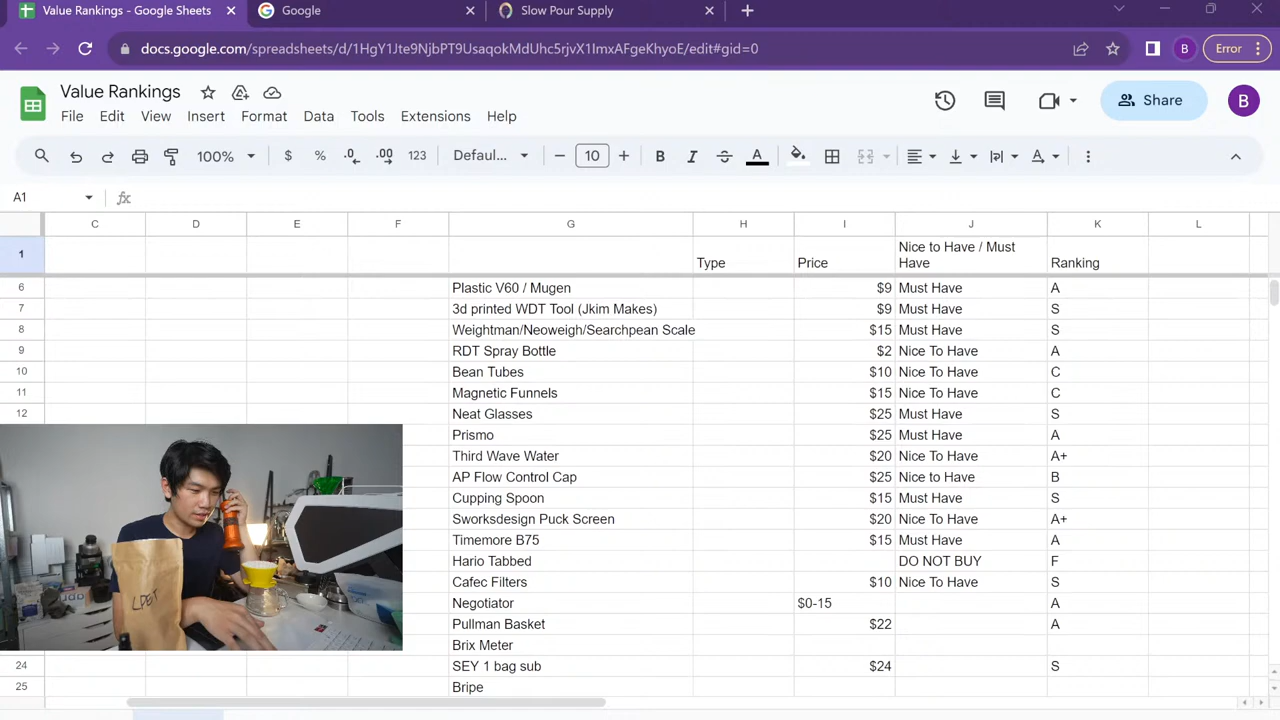 Value Rankings - Google Sheets
Google
Slow Pour Supply
docs.google.com/spreadsheets/d/1HgY1Jte9NjbPT9UsaqokMdUhc5rjvX1ImxAFgeKhyoE/edit#gid=0
B
Error
Value Rankings
File Edit View Insert Format Data Tools Extensions Help
Share
B
100% $ % .0 .00 123 Defaul... 10 B I A A
A1 fx
C D E F G H I J K L
1 Type Price Nice to Have / Must Have Ranking
6 Plastic V60 / Mugen $9 Must Have A
7 3d printed WDT Tool (Jkim Makes) $9 Must Have S
8 Weightman/Neoweigh/Searchpean Scale $15 Must Have S
9 RDT Spray Bottle $2 Nice To Have A
10 Bean Tubes $10 Nice To Have C
11 Magnetic Funnels $15 Nice To Have C
12 Neat Glasses $25 Must Have S
Prismo $25 Must Have A
Third Wave Water $20 Nice To Have A+
AP Flow Control Cap $25 Nice to Have B
Cupping Spoon $15 Must Have S
Sworksdesign Puck Screen $20 Nice To Have A+
Timemore B75 $15 Must Have A
Hario Tabbed DO NOT BUY F
Cafec Filters $10 Nice To Have S
Negotiator $0-15 A
Pullman Basket $22 A
Brix Meter
24 SEY 1 bag sub $24 S
25 Bripe